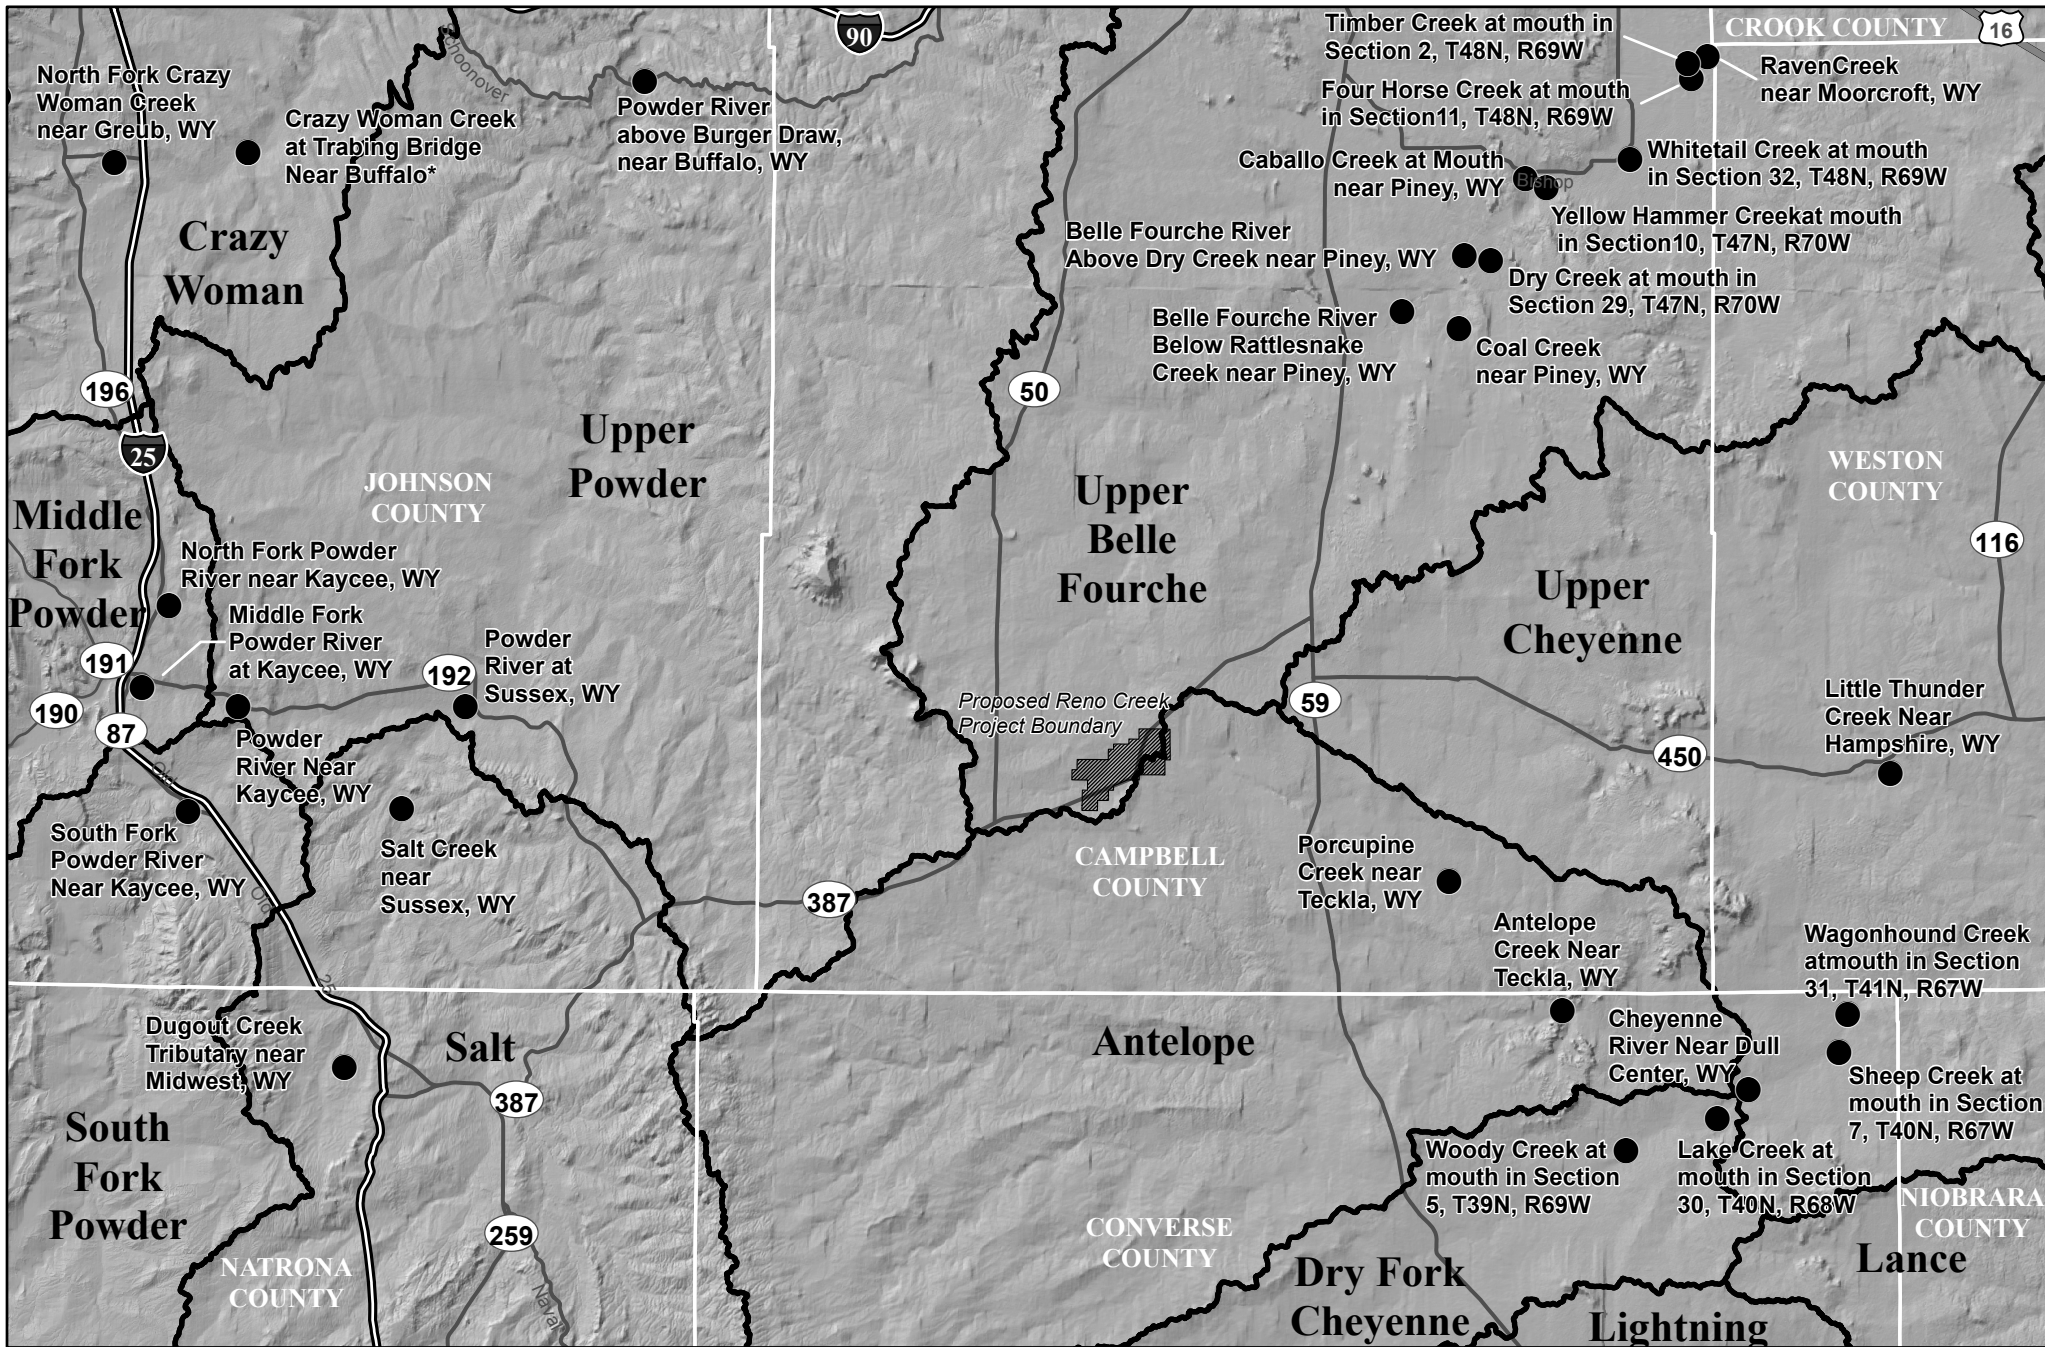 90
16
CROOK COUNTY
Schoonover
North Fork Crazy
Woman Creek
near Greub, WY
Crazy Woman Creek
at Trabing Bridge
Near Buffalo*
Powder River
above Burger Draw,
near Buffalo, WY
Timber Creek at mouth in
Section 2, T48N, R69W
Four Horse Creek at mouth
in Section11, T48N, R69W
RavenCreek
near Moorcroft, WY
Caballo Creek at Mouth
near Piney, WY
Bishop
Whitetail Creek at mouth
in Section 32, T48N, R69W
Yellow Hammer Creekat mouth
in Section10, T47N, R70W
Belle Fourche River
Above Dry Creek near Piney, WY
Dry Creek at mouth in
Section 29, T47N, R70W
Belle Fourche River
Below Rattlesnake
Creek near Piney, WY
Coal Creek
near Piney, WY
Crazy
Woman
196
25
50
Upper
Powder
JOHNSON
COUNTY
Upper
Belle
Fourche
WESTON
COUNTY
116
Middle
Fork
Powder
North Fork Powder
River near Kaycee, WY
Middle Fork
Powder River
at Kaycee, WY
Powder
River at
Sussex, WY
191
192
190
87
Upper
Cheyenne
Proposed Reno Creek
Project Boundary
59
450
Little Thunder
Creek Near
Hampshire, WY
Powder
River Near
Kaycee, WY
Old
South Fork
Powder River
Near Kaycee, WY
Salt Creek
near
Sussex, WY
Old
25
387
CAMPBELL
COUNTY
Porcupine
Creek near
Teckla, WY
Antelope
Creek Near
Teckla, WY
Wagonhound Creek
atmouth in Section
31, T41N, R67W
Dugout Creek
Tributary near
Midwest, WY
Salt
387
Antelope
Cheyenne
River Near Dull
Center, WY
Sheep Creek at
mouth in Section
7, T40N, R67W
South
Fork
Powder
Woody Creek at
mouth in Section
5, T39N, R69W
Lake Creek at
mouth in Section
30, T40N, R68W
NIOBRARA
COUNTY
259
Naval
NATRONA
COUNTY
CONVERSE
COUNTY
Dry Fork
Cheyenne
Lance
Lightning